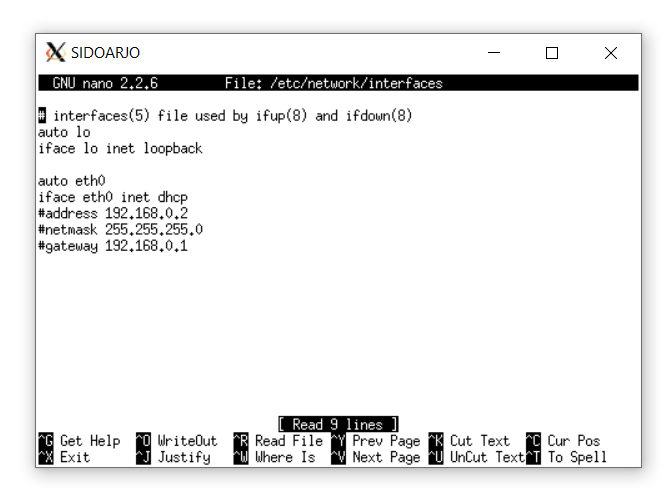 SIDOARJO
GNU nano 2.2.6 File: /etc/network/interfaces
# interfaces(5) file used by ifup(8) and ifdown(8)
auto lo
iface lo inet loopback
auto eth0
iface eth0 inet dhcp
#address 192.168.0.2
#netmask 255.255.255.0
#gateway 192.168.0.1
[ Read 9 lines ]
^G Get Help ^O WriteOut ^R Read File ^Y Prev Page ^K Cut Text ^C Cur Pos
^X Exit ^J Justify ^W Where Is ^V Next Page ^U UnCut Text ^T To Spell